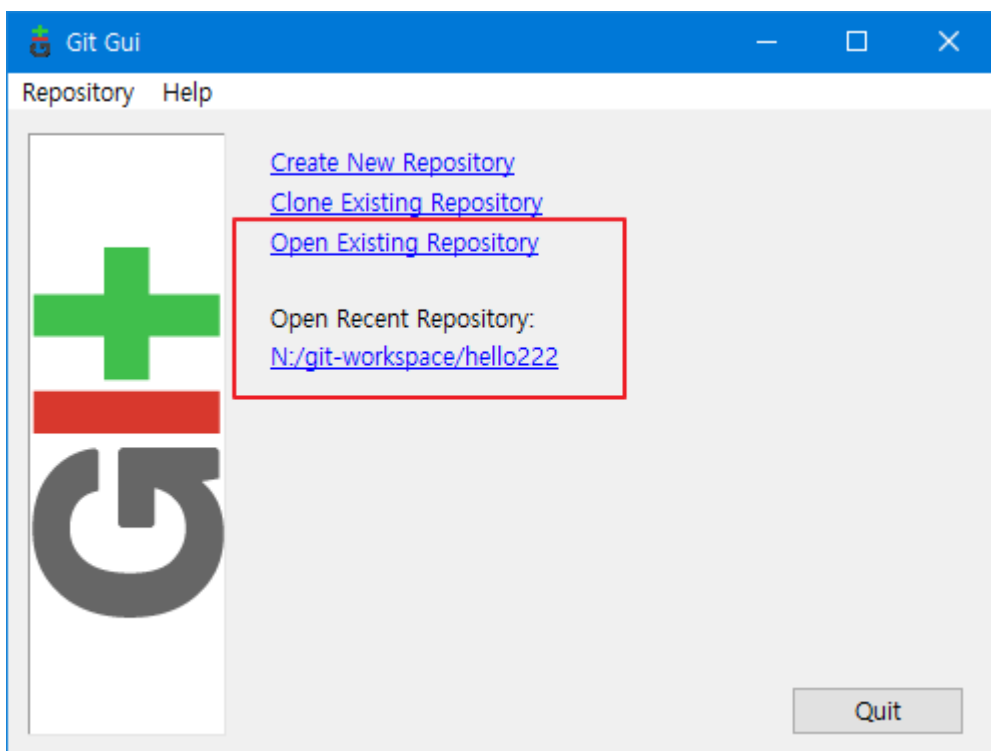 Git Gui
Repository Help
Create New Repository
Clone Existing Repository
Open Existing Repository
Open Recent Repository:
N:/git-workspace/hello222
Git
Quit